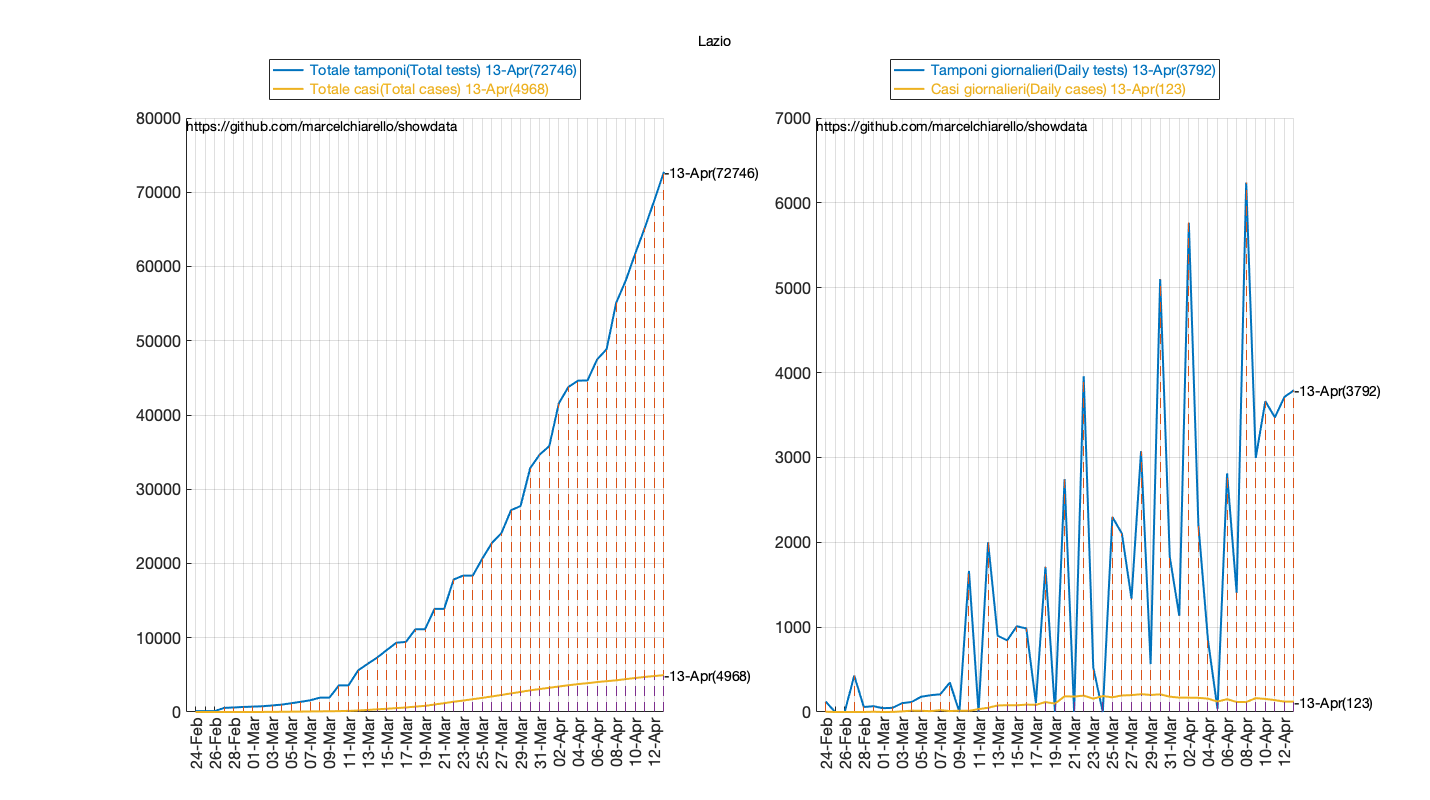 Lazio
Totale tamponi(Total tests) 13-Apr(72746)
Totale casi(Total cases) 13-Apr(4968)
80000
70000
60000
50000
40000
30000
20000
10000
0
https://github.com/marcelchiarello/showdata
13-Apr(72746)
13-Apr(4968)
24-Feb
26-Feb
28-Feb
01-Mar
03-Mar
05-Mar
07-Mar
09-Mar
11-Mar
13-Mar
15-Mar
17-Mar
19-Mar
21-Mar
23-Mar
25-Mar
27-Mar
29-Mar
31-Mar
02-Apr
04-Apr
06-Apr
08-Apr
10-Apr
12-Apr
Tamponi giornalieri(Daily tests) 13-Apr(3792)
Casi giornalieri(Daily cases) 13-Apr(123)
7000
6000
5000
4000
3000
2000
1000
0
https://github.com/marcelchiarello/showdata
13-Apr(3792)
13-Apr(123)
24-Feb
26-Feb
28-Feb
01-Mar
03-Mar
05-Mar
07-Mar
09-Mar
11-Mar
13-Mar
15-Mar
17-Mar
19-Mar
21-Mar
23-Mar
25-Mar
27-Mar
29-Mar
31-Mar
02-Apr
04-Apr
06-Apr
08-Apr
10-Apr
12-Apr